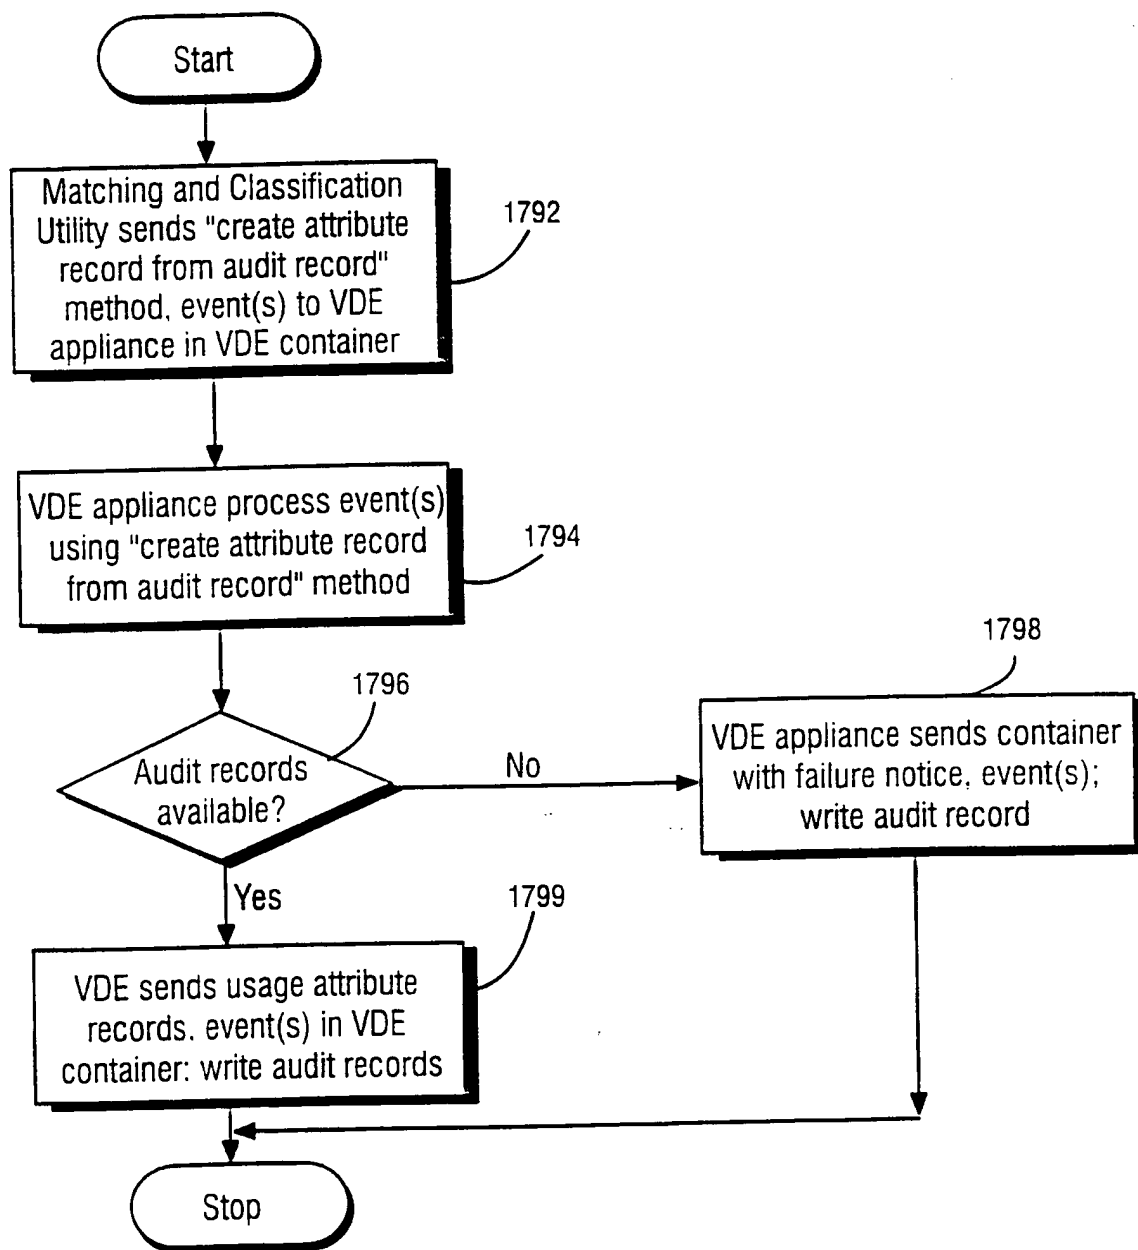 Start
Matching and Classification
Utility sends "create attribute
record from audit record"
method, event(s) to VDE
appliance in VDE container
1792
VDE appliance process event(s)
using "create attribute record
from audit record" method
1794
1796
Audit records
available?
No
1798
VDE appliance sends container
with failure notice, event(s);
write audit record
Yes
1799
VDE sends usage attribute
records. event(s) in VDE
container: write audit records
Stop